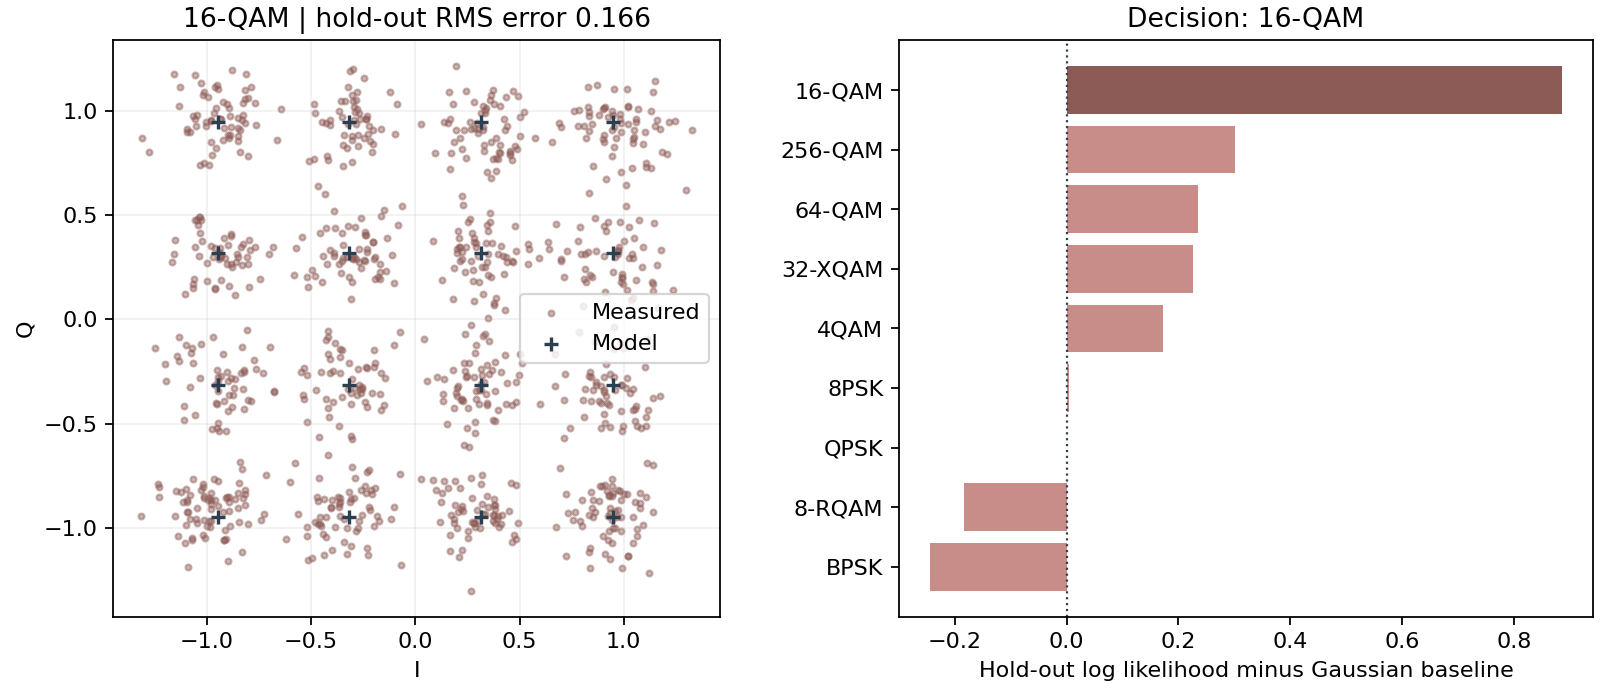 16-QAM | hold-out RMS error 0.166
Q
1.0
0.5
0.0
−0.5
−1.0
Measured
Model
−1.0
−0.5
0.0
0.5
1.0
I
Decision: 16-QAM
16-QAM
256-QAM
64-QAM
32-XQAM
4QAM
8PSK
QPSK
8-RQAM
BPSK
−0.2
0.0
0.2
0.4
0.6
0.8
Hold-out log likelihood minus Gaussian baseline